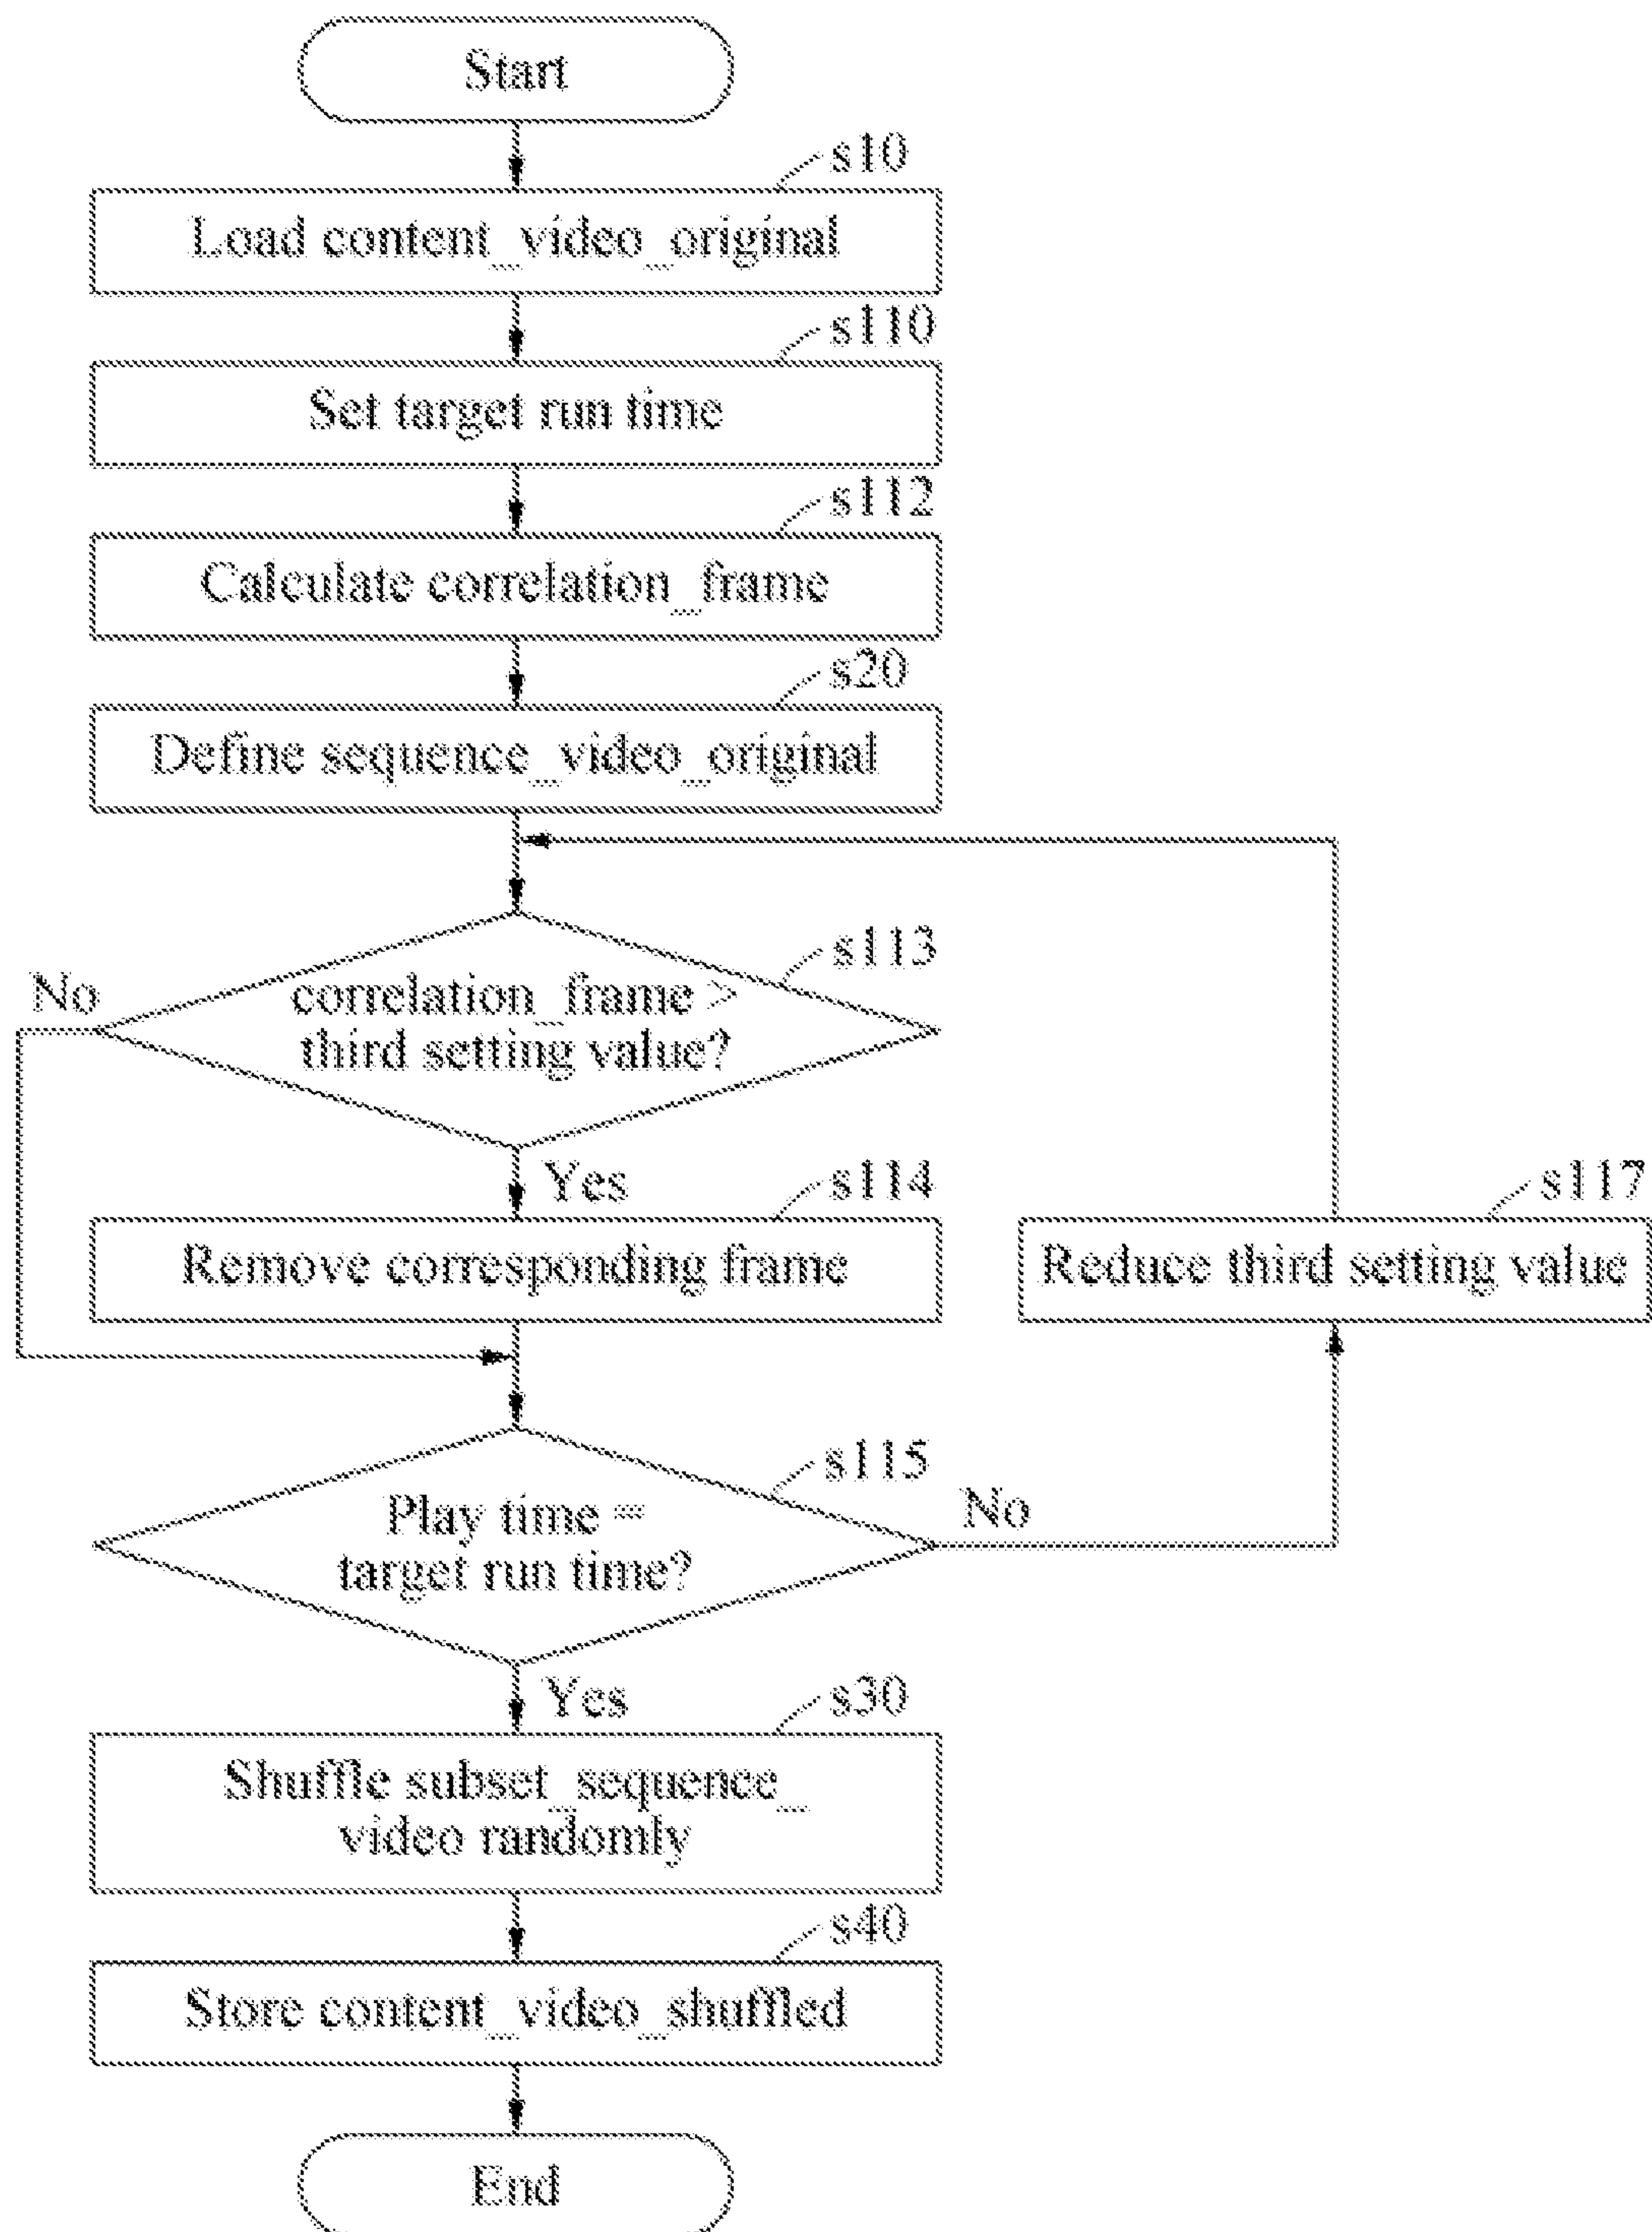 Start
s10
Load content_video_original
s110
Set target run time
s112
Calculate correlation_frame
s20
Define sequence_video_original
s113
No
correlation_frame >
third setting value?
Yes
s114
Remove corresponding frame
s117
Reduce third setting value
s115
Play time =
target run time?
No
Yes
s30
Shuffle subset_sequence_
video randomly
s40
Store content_video_shuffled
End